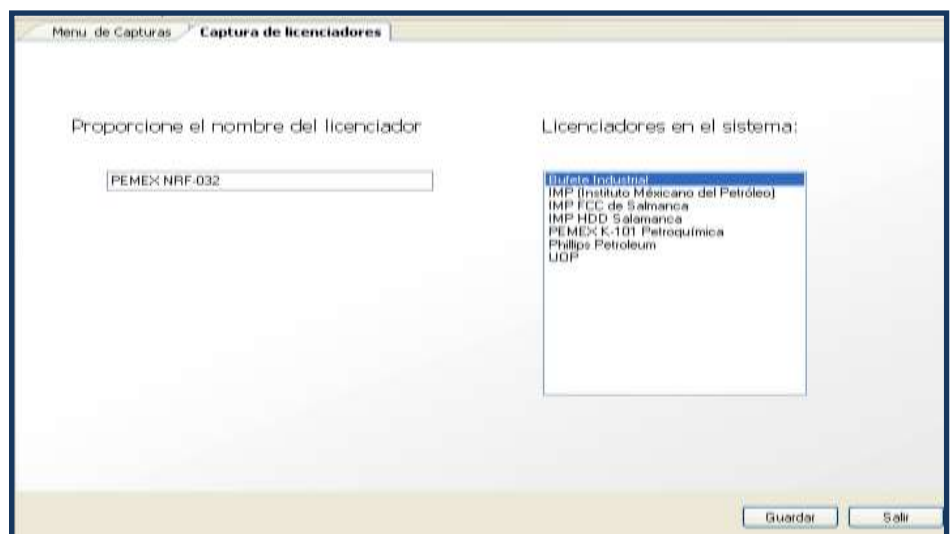 Menu de Capturas
Captura de licenciadores
Proporcione el nombre del licenciador
PEMEX NRF-032
Licenciadores en el sistema:
Bufete Industrial
IMP (Instituto Méxicano del Petróleo)
IMP FCC de Salmanca
IMP HDD Salamanca
PEMEX K-101 Petroquímica
Phillips Petroleum
UOP
Guardar
Salir